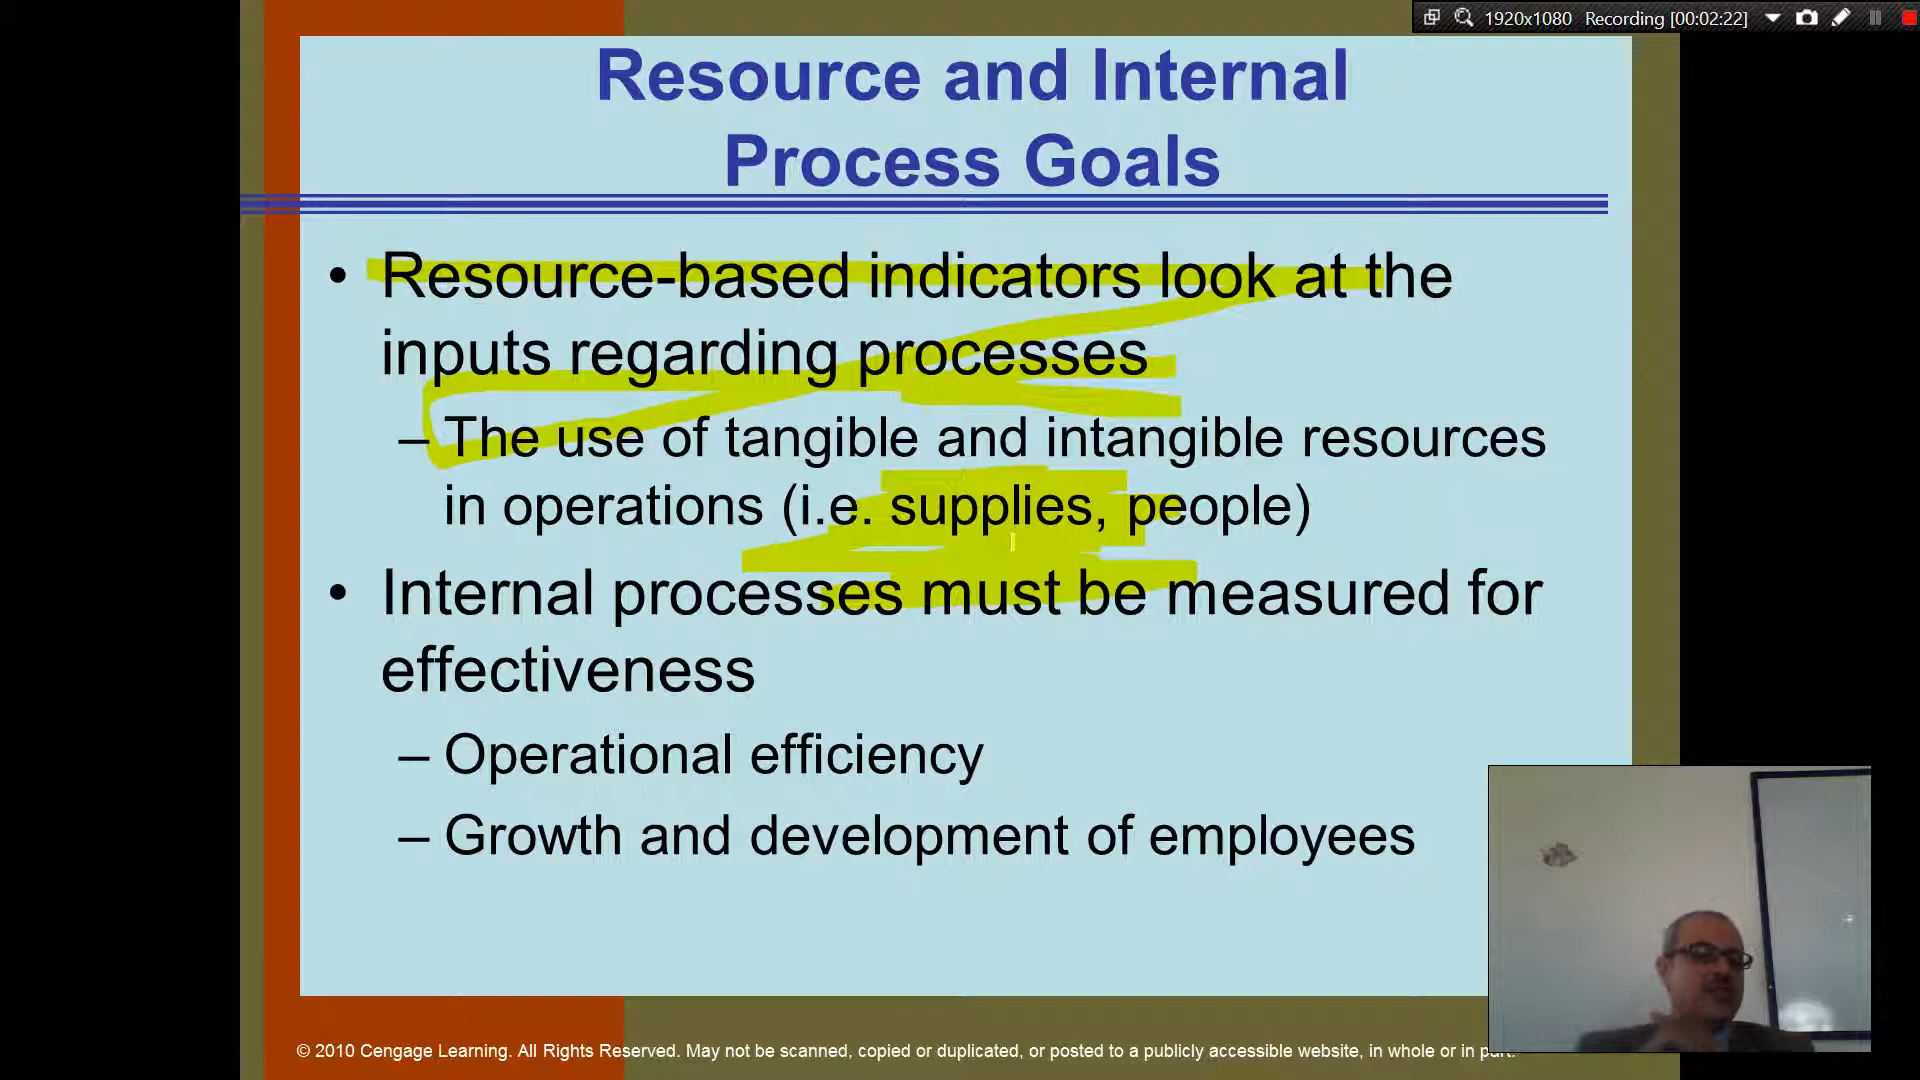 1920x1080 Recording [00:02:22]
Resource and Internal
Process Goals
• Resource-based indicators look at the
inputs regarding processes
– The use of tangible and intangible resources
in operations (i.e. supplies, people)
• Internal processes must be measured for
effectiveness
– Operational efficiency
– Growth and development of employees
© 2010 Cengage Learning. All Rights Reserved. May not be scanned, copied or duplicated, or posted to a publicly accessible website, in whole or in part.